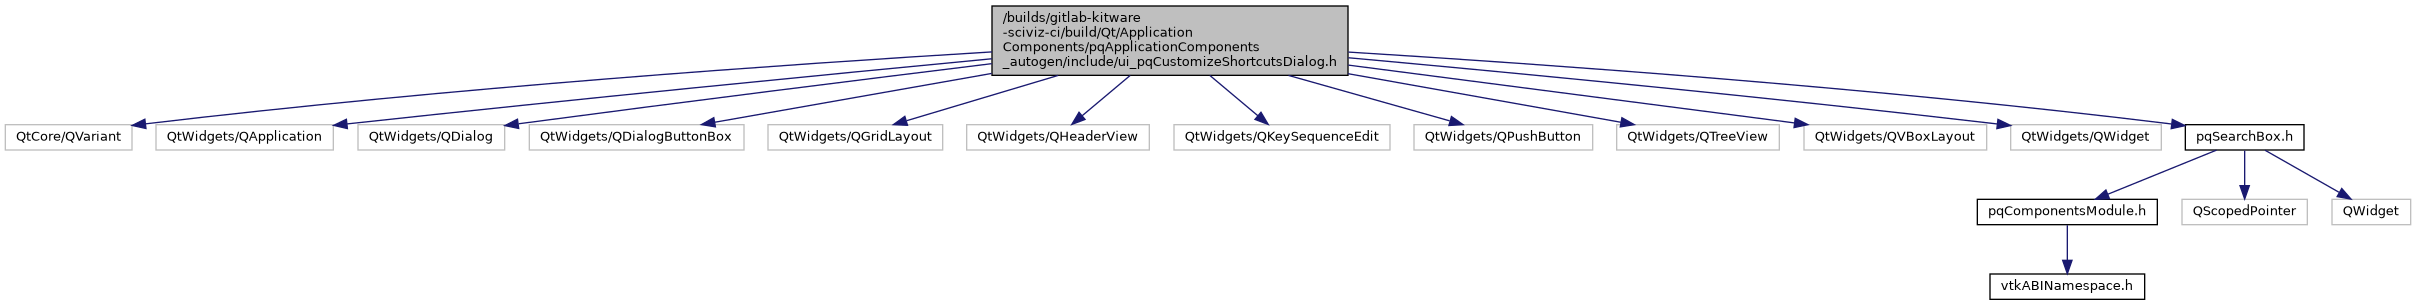 /builds/gitlab-kitware
-sciviz-ci/build/Qt/Application
Components/pqApplicationComponents
_autogen/include/ui_pqCustomizeShortcutsDialog.h
QtCore/QVariant
QtWidgets/QApplication
QtWidgets/QDialog
QtWidgets/QDialogButtonBox
QtWidgets/QGridLayout
QtWidgets/QHeaderView
QtWidgets/QKeySequenceEdit
QtWidgets/QPushButton
QtWidgets/QTreeView
QtWidgets/QVBoxLayout
QtWidgets/QWidget
pqSearchBox.h
pqComponentsModule.h
QScopedPointer
QWidget
vtkABINamespace.h